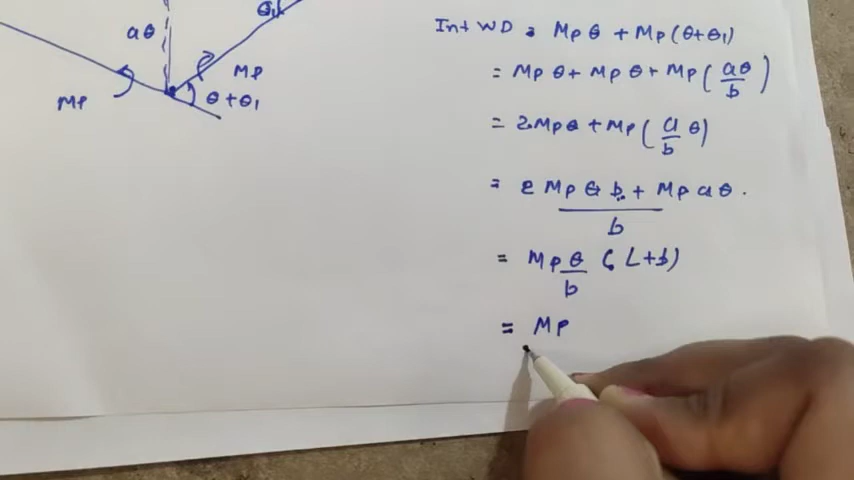 θ1
aθ
Mp
Mp
θ+θ1
Int WD = Mp θ + Mp (θ+θ1)
= Mp θ + Mp θ + Mp (aθ/b)
= 2Mpθ + Mp (a/b θ)
= 2 Mp θ b + Mp a θ.
b
= Mp θ/b (L+b)
= Mp